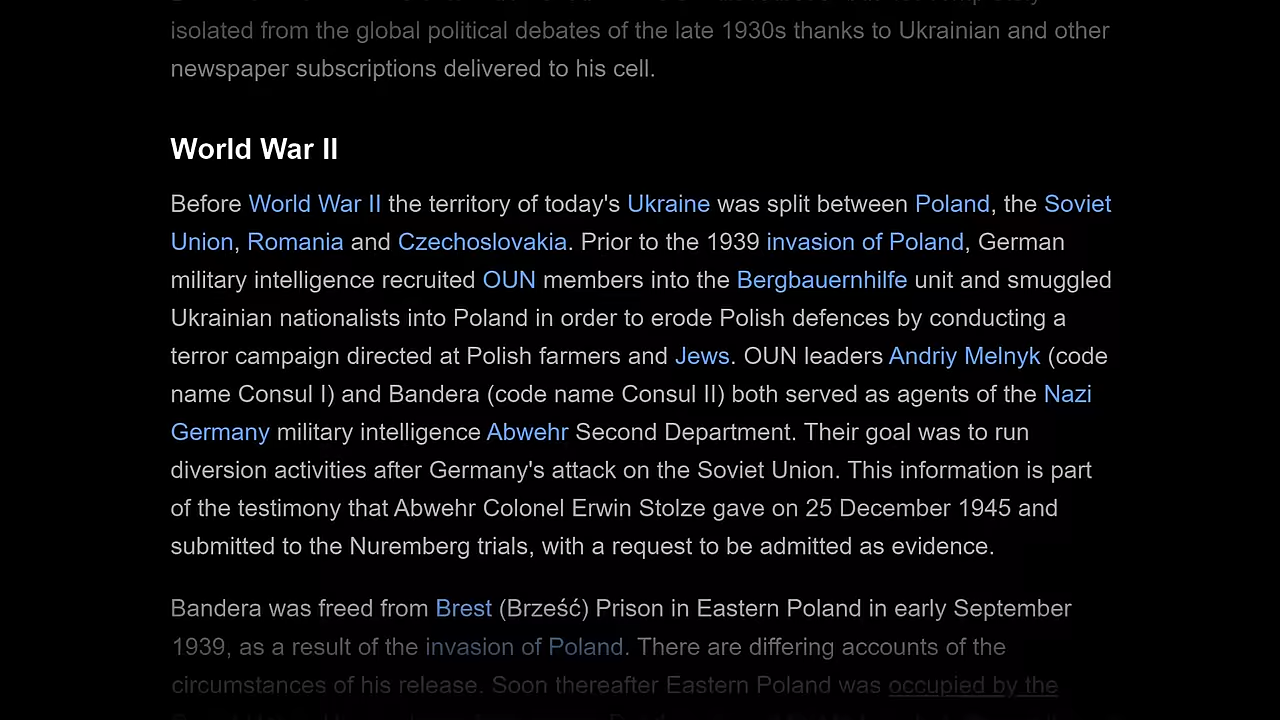 isolated from the global political debates of the late 1930s thanks to Ukrainian and other
newspaper subscriptions delivered to his cell.
World War II
Before World War II the territory of today's Ukraine was split between Poland, the Soviet
Union, Romania and Czechoslovakia. Prior to the 1939 invasion of Poland, German
military intelligence recruited OUN members into the Bergbauernhilfe unit and smuggled
Ukrainian nationalists into Poland in order to erode Polish defences by conducting a
terror campaign directed at Polish farmers and Jews. OUN leaders Andriy Melnyk (code
name Consul I) and Bandera (code name Consul II) both served as agents of the Nazi
Germany military intelligence Abwehr Second Department. Their goal was to run
diversion activities after Germany's attack on the Soviet Union. This information is part
of the testimony that Abwehr Colonel Erwin Stolze gave on 25 December 1945 and
submitted to the Nuremberg trials, with a request to be admitted as evidence.
Bandera was freed from Brest (Brześć) Prison in Eastern Poland in early September
1939, as a result of the invasion of Poland. There are differing accounts of the
circumstances of his release. Soon thereafter Eastern Poland was occupied by the